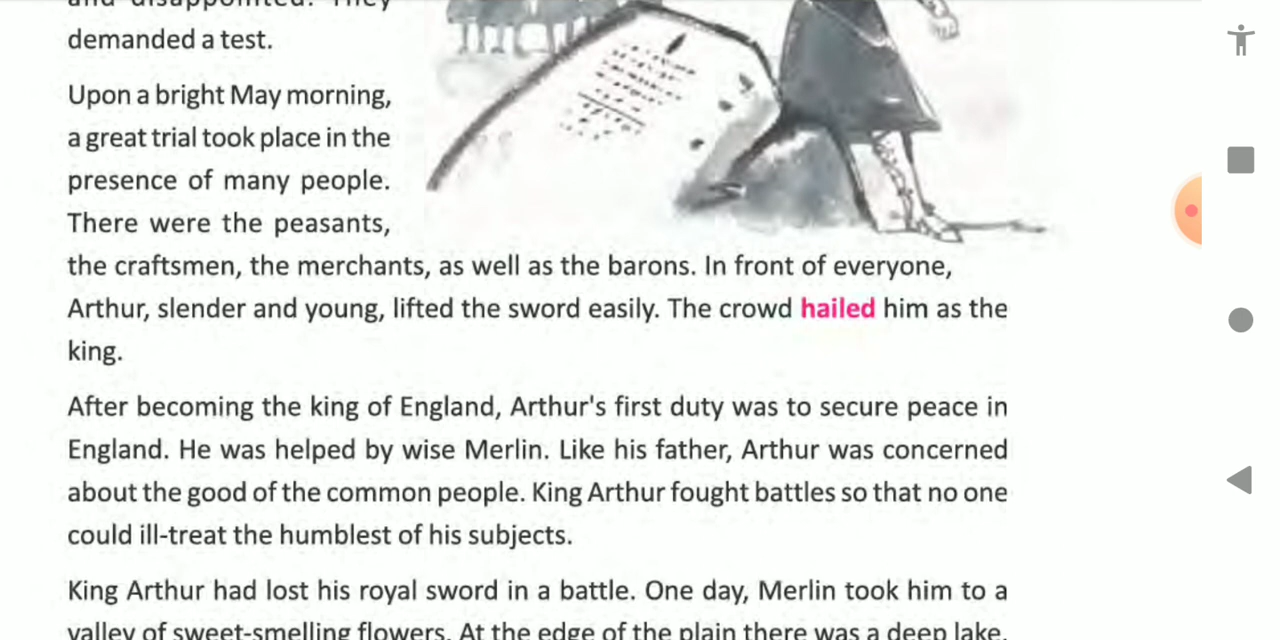 and disappointed. They
demanded a test.
Upon a bright May morning,
a great trial took place in the
presence of many people.
There were the peasants,
the craftsmen, the merchants, as well as the barons. In front of everyone,
Arthur, slender and young, lifted the sword easily. The crowd hailed him as the
king.
After becoming the king of England, Arthur's first duty was to secure peace in
England. He was helped by wise Merlin. Like his father, Arthur was concerned
about the good of the common people. King Arthur fought battles so that no one
could ill-treat the humblest of his subjects.
King Arthur had lost his royal sword in a battle. One day, Merlin took him to a
valley of sweet-smelling flowers. At the edge of the plain there was a deep lake.